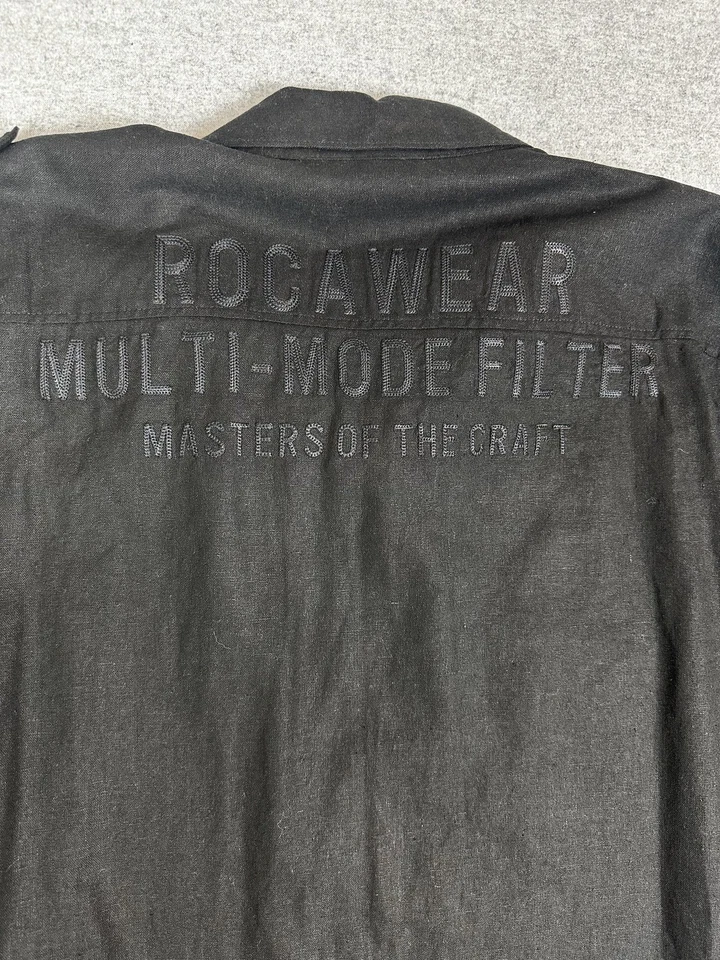 ROCAWEAR
MULTI-MODE FILTER
MASTERS OF THE CRAFT